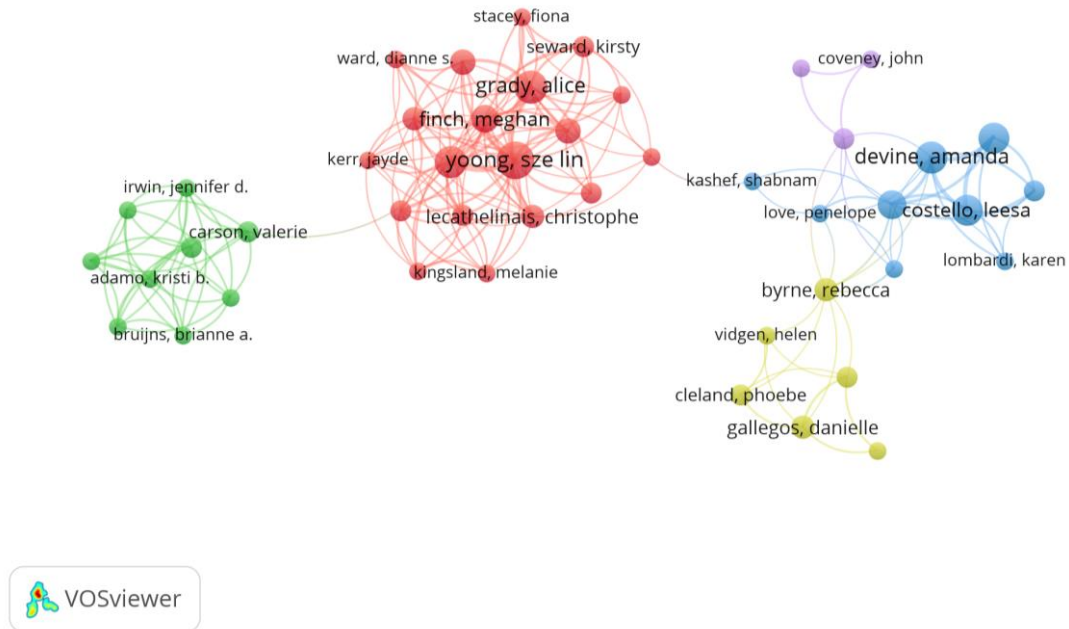 stacey, fiona
seward, kirsty
ward, dianne s.
coveney, john
grady, alice
finch, meghan
devine, amanda
kerr, jayde
yoong, sze lin
kashef, shabnam
irwin, jennifer d.
love, penelope
costello, leesa
lecathelinais, christophe
carson, valerie
lombardi, karen
adamo, kristi b.
kingsland, melanie
byrne, rebecca
bruijns, brianne a.
vidgen, helen
cleland, phoebe
gallegos, danielle
VOSviewer